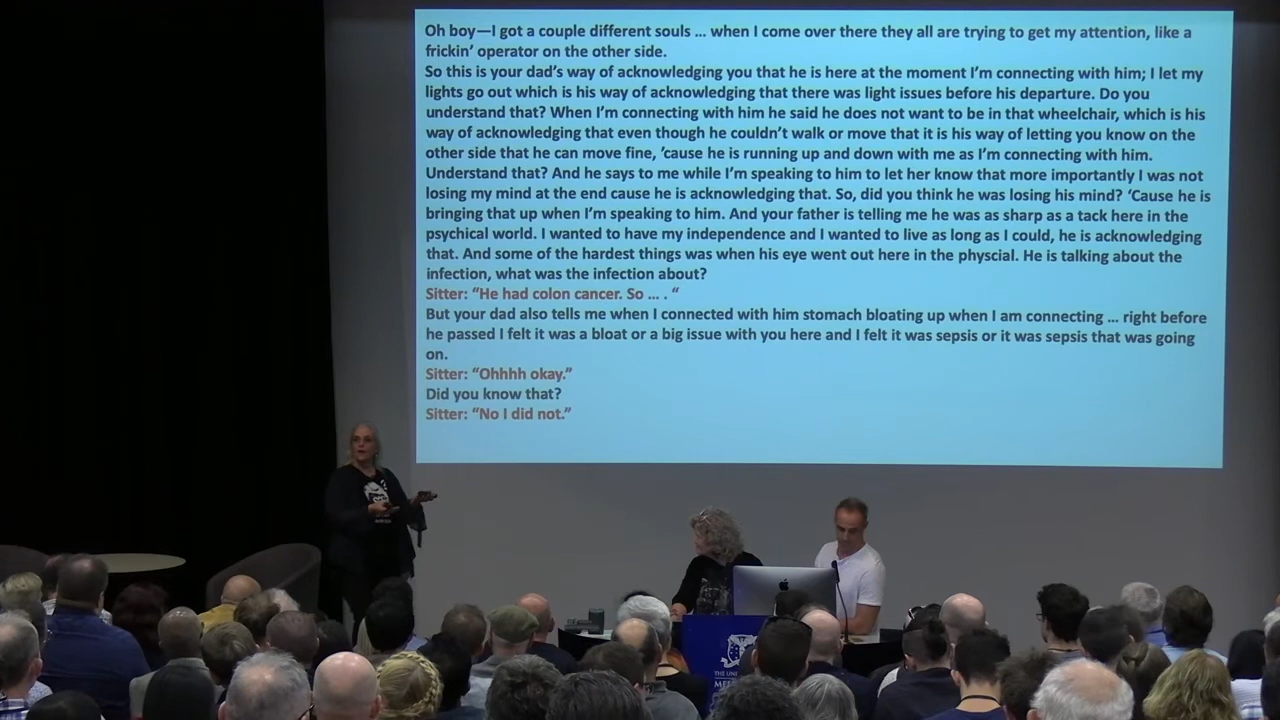 Oh boy—I got a couple different souls … when I come over there they all are trying to get my attention, like a
frickin’ operator on the other side.
So this is your dad’s way of acknowledging you that he is here at the moment I’m connecting with him; I let my
lights go out which is his way of acknowledging that there was light issues before his departure. Do you
understand that? When I’m connecting with him he said he does not want to be in that wheelchair, which is his
way of acknowledging that even though he couldn’t walk or move that it is his way of letting you know on the
other side that he can move fine, ’cause he is running up and down with me as I’m connecting with him.
Understand that? And he says to me while I’m speaking to him to let her know that more importantly I was not
losing my mind at the end cause he is acknowledging that. So, did you think he was losing his mind? ‘Cause he is
bringing that up when I’m speaking to him. And your father is telling me he was as sharp as a tack here in the
psychical world. I wanted to have my independence and I wanted to live as long as I could, he is acknowledging
that. And some of the hardest things was when his eye went out here in the physcial. He is talking about the
infection, what was the infection about?
Sitter: “He had colon cancer. So … . “
But your dad also tells me when I connected with him stomach bloating up when I am connecting … right before
he passed I felt it was a bloat or a big issue with you here and I felt it was sepsis or it was sepsis that was going
on.
Sitter: “Ohhhh okay.”
Did you know that?
Sitter: “No I did not.”
THE UNI